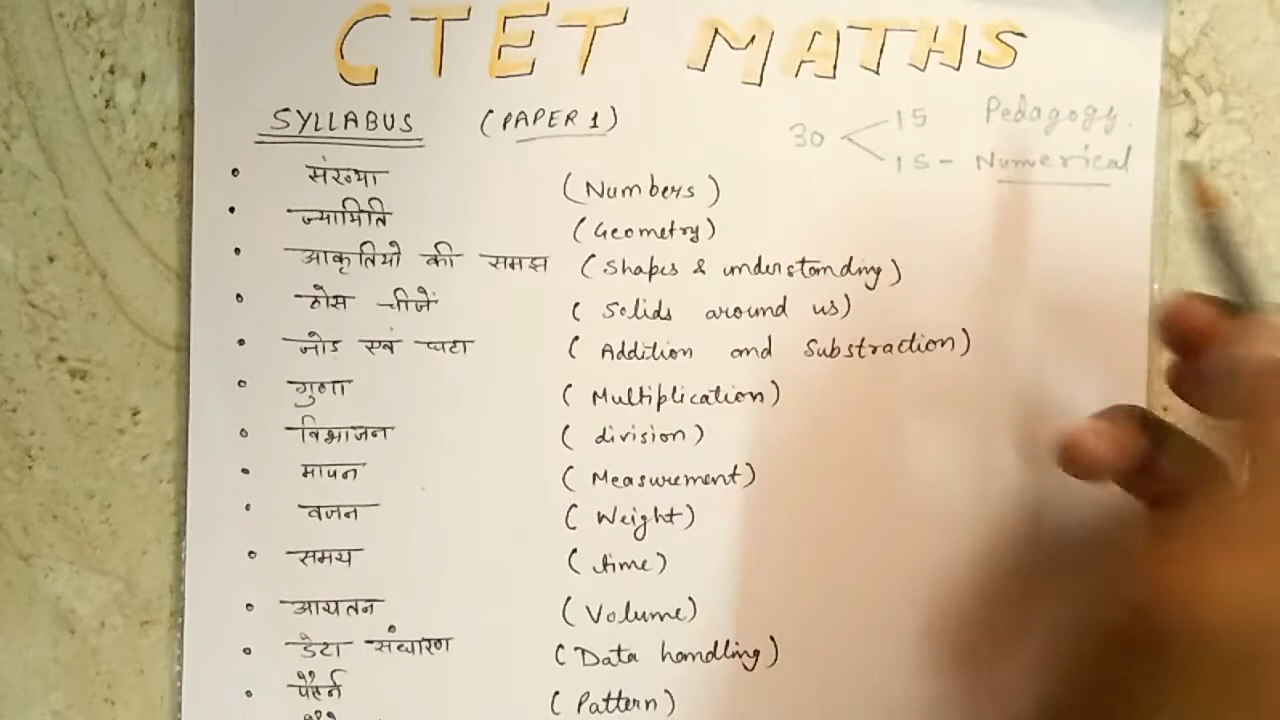 CTET MATHS
SYLLABUS (PAPER 1)
30 < 15 Pedagogy.
15 - Numerical
• संख्या (Numbers)
• ज्यामिति (Geometry)
• आकृतियो की समझ (Shapes & understanding)
• ठोस चीजें (Solids around us)
• जोड एवं घटा (Addition and Substraction)
• गुणा (Multiplication)
• विभाजन (division)
• मापन (Measurement)
• वजन (Weight)
• समय (time)
• आयतन (Volume)
• डेटा संधारण (Data handling)
• पैटर्न (Pattern)